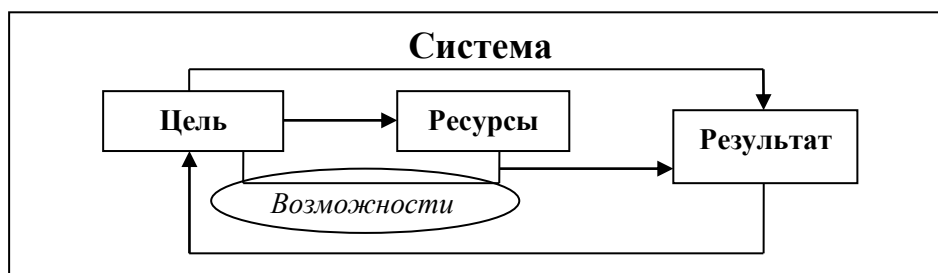 Система
Цель
Ресурсы
Результат
Возможности